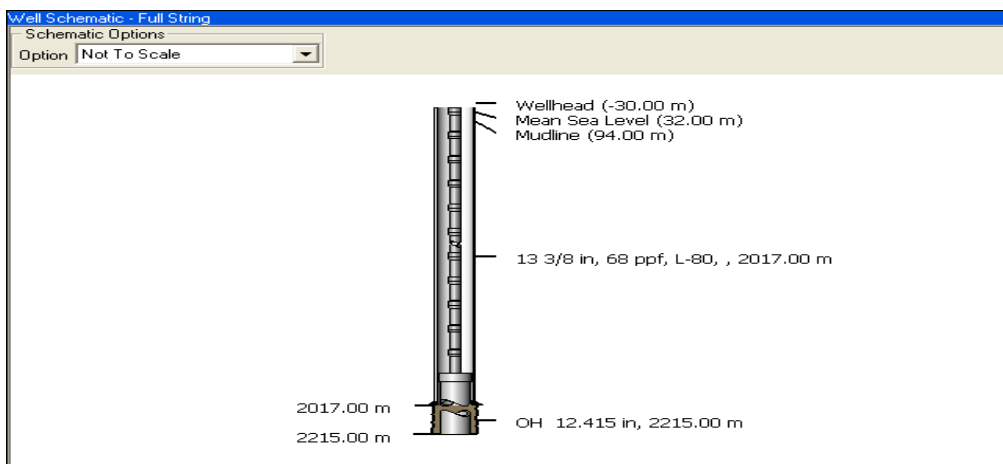 Well Schematic - Full String
Schematic Options
Option Not To Scale
Wellhead (-30.00 m)
Mean Sea Level (32.00 m)
Mudline (94.00 m)
13 3/8 in, 68 ppf, L-80, , 2017.00 m
2017.00 m
OH 12.415 in, 2215.00 m
2215.00 m